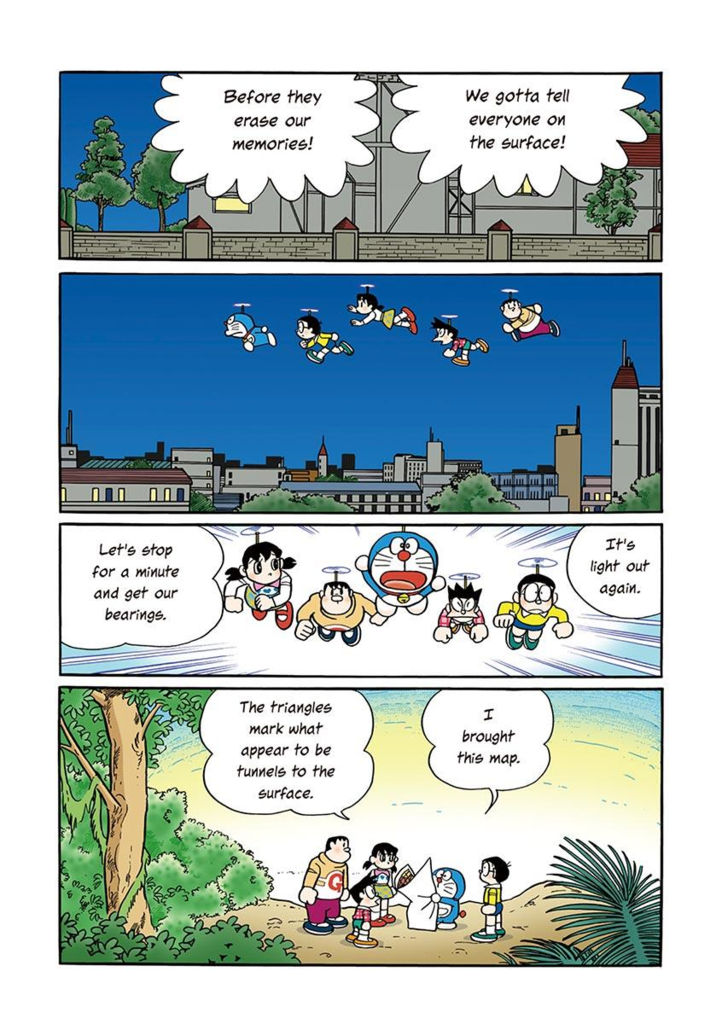 Before they
erase our
memories!
We gotta tell
everyone on
the surface!
Let's stop
for a minute
and get our
bearings.
It's
light out
again.
The triangles
mark what
appear to be
tunnels to the
surface.
I
brought
this map.
G